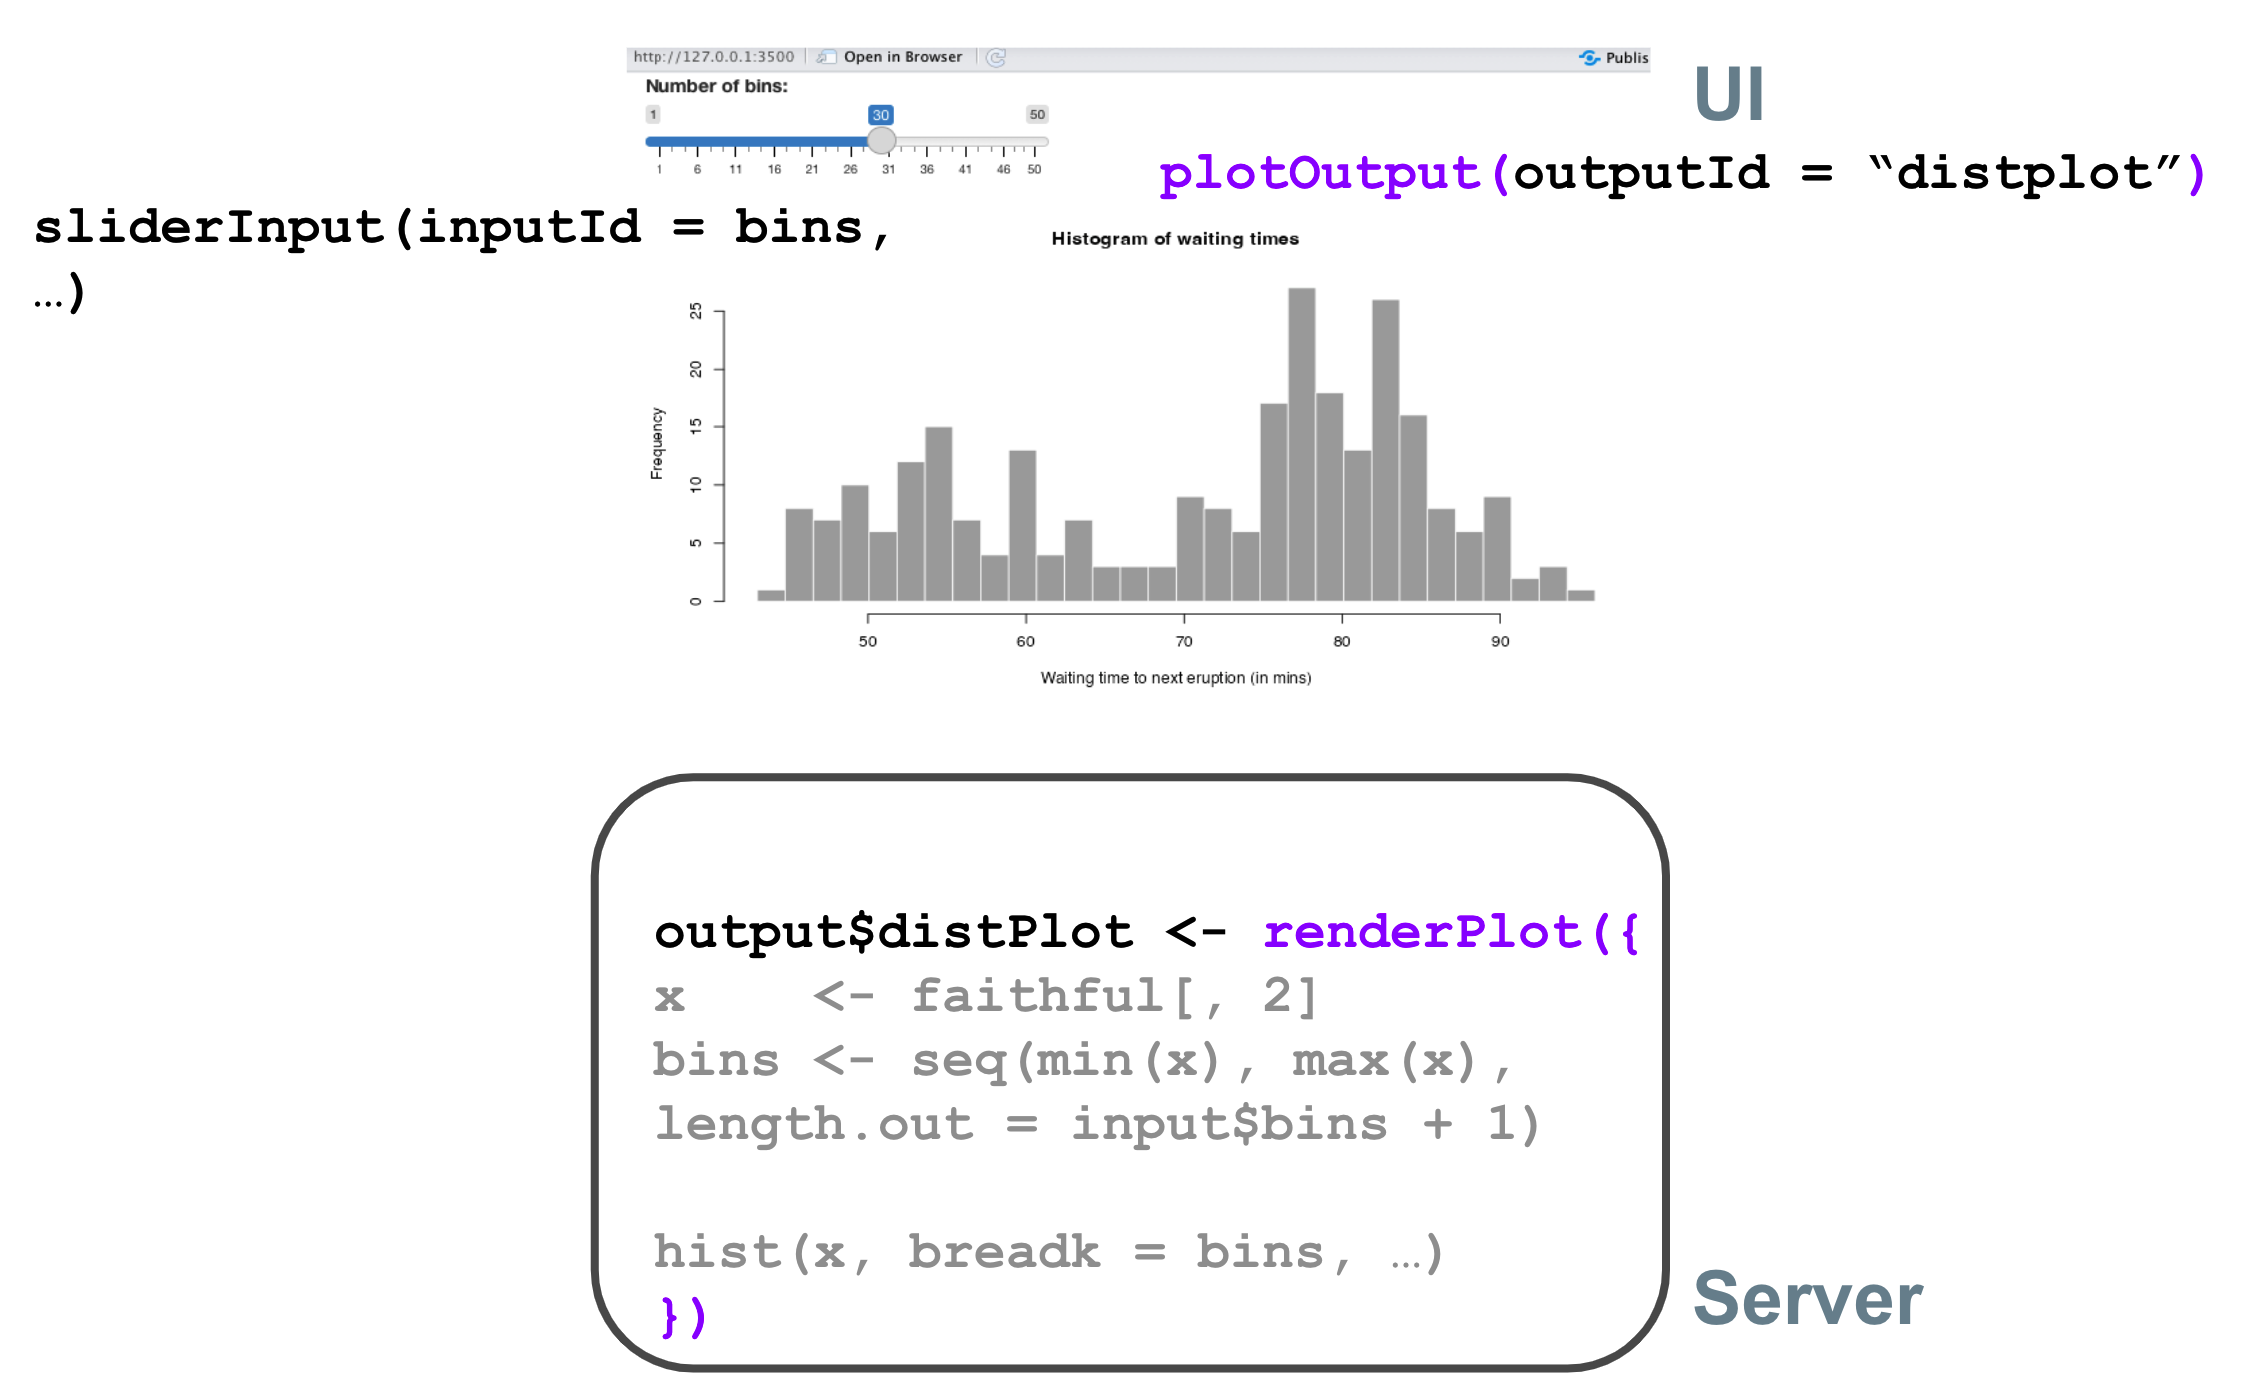 http://127.0.0.1:3500 Open in Browser Publis
UI
Number of bins:
1 30 50
1 6 11 16 21 26 31 36 41 46 50
plotOutput(outputId = “distplot”)
sliderInput(inputId = bins,
…)
Histogram of waiting times
25
20
15
10
5
0
Frequency
50 60 70 80 90
Waiting time to next eruption (in mins)
output$distPlot <- renderPlot({
x    <- faithful[, 2]
bins <- seq(min(x), max(x),
length.out = input$bins + 1)
hist(x, breadk = bins, …)
})
Server